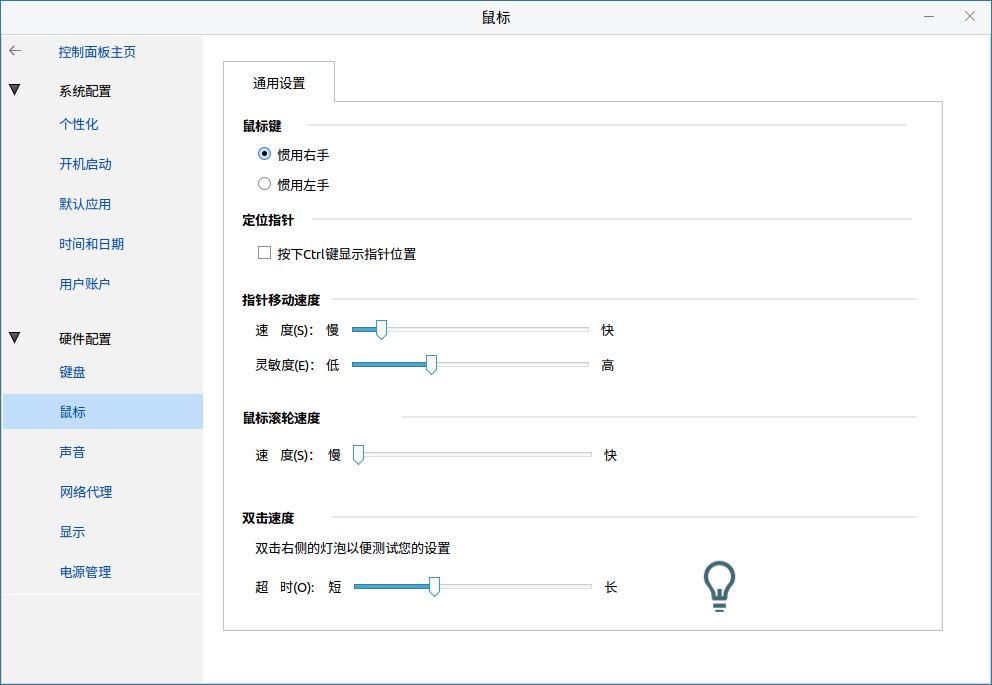 鼠标
控制面板主页
系统配置
个性化
开机启动
默认应用
时间和日期
用户账户
硬件配置
键盘
鼠标
声音
网络代理
显示
电源管理
通用设置
鼠标键
惯用右手
惯用左手
定位指针
按下Ctrl键显示指针位置
指针移动速度
速 度(S)： 慢 快
灵敏度(E)： 低 高
鼠标滚轮速度
速 度(S)： 慢 快
双击速度
双击右侧的灯泡以便测试您的设置
超 时(O): 短 长